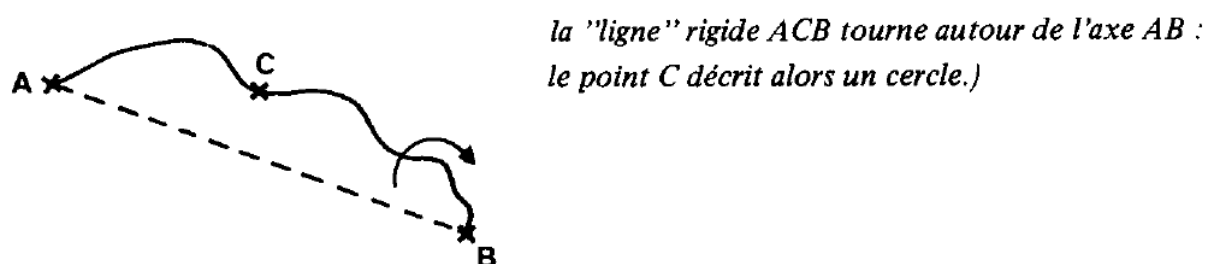 la "ligne" rigide ACB tourne autour de l'axe AB :
le point C décrit alors un cercle.)
C
A
B